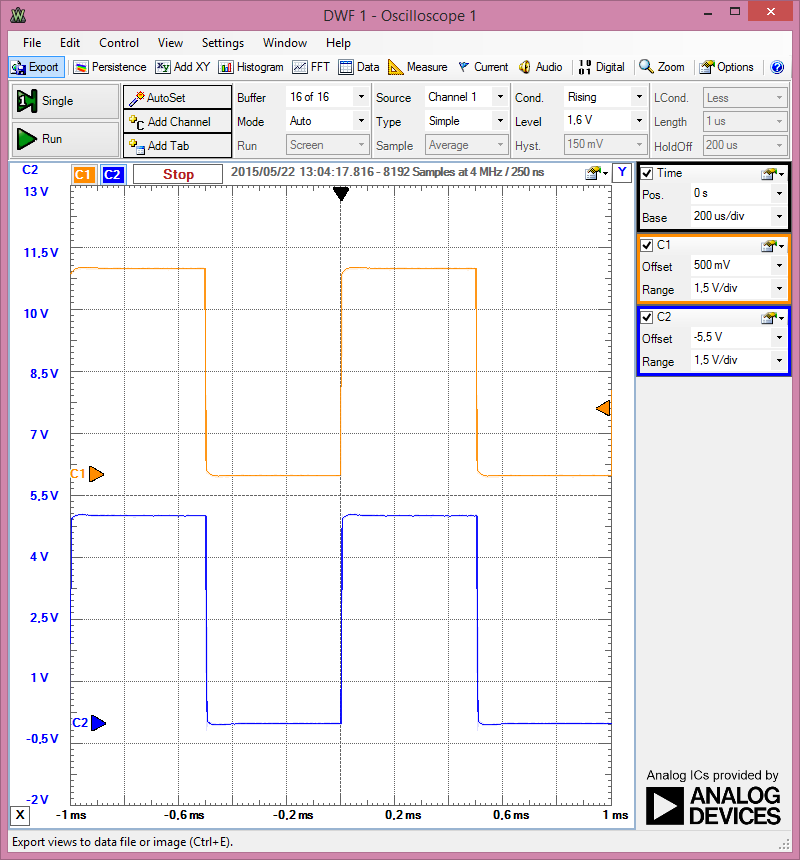 DWF 1 - Oscilloscope 1
File Edit Control View Settings Window Help
Export Persistence Add XY Histogram FFT Data Measure Current Audio Digital Zoom Options
Single AutoSet Buffer 16 of 16 Source Channel 1 Cond. Rising LCond. Less
Add Channel Mode Auto Type Simple Level 1,6 V Length 1 us
Run Add Tab Run Screen Sample Average Hyst. 150 mV HoldOff 200 us
C2 C1 C2 Stop 2015/05/22 13:04:17.816 - 8192 Samples at 4 MHz / 250 ns Y
Time
Pos. 0 s
Base 200 us/div
C1
Offset 500 mV
Range 1,5 V/div
C2
Offset -5,5 V
Range 1,5 V/div
13 V
11,5 V
10 V
8,5 V
7 V
C1
5,5 V
4 V
2,5 V
1 V
C2
-0,5 V
-2 V
X -1 ms -0,6 ms -0,2 ms 0,2 ms 0,6 ms 1 ms
Analog ICs provided by
ANALOG
DEVICES
Export views to data file or image (Ctrl+E).